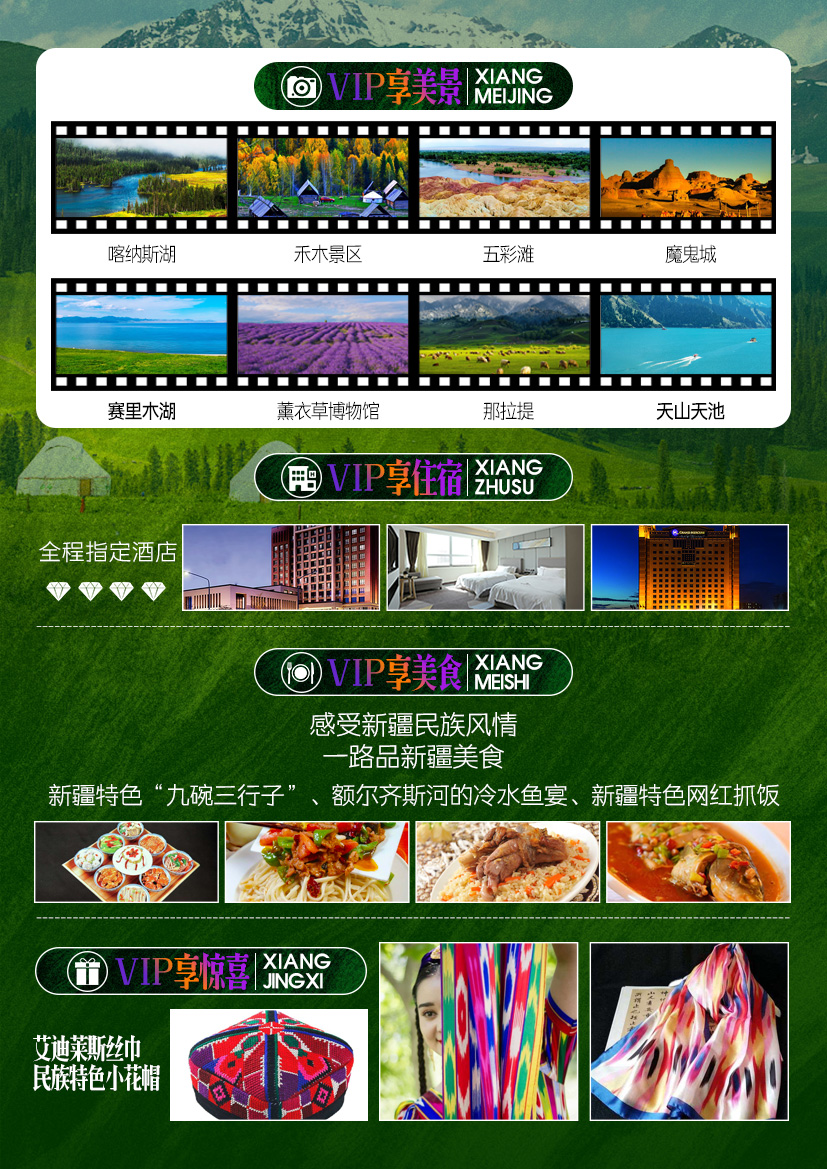 VIP享美景 XIANG MEIJING
喀纳斯湖 禾木景区 五彩滩 魔鬼城
赛里木湖 薰衣草博物馆 那拉提 天山天池
VIP享住宿 XIANG ZHUSU
全程指定酒店
VIP享美食 XIANG MEISHI
感受新疆民族风情
一路品新疆美食
新疆特色“九碗三行子”、额尔齐斯河的冷水鱼宴、新疆特色网红抓饭
VIP享惊喜 XIANG JINGXI
艾迪莱斯丝巾
民族特色小花帽